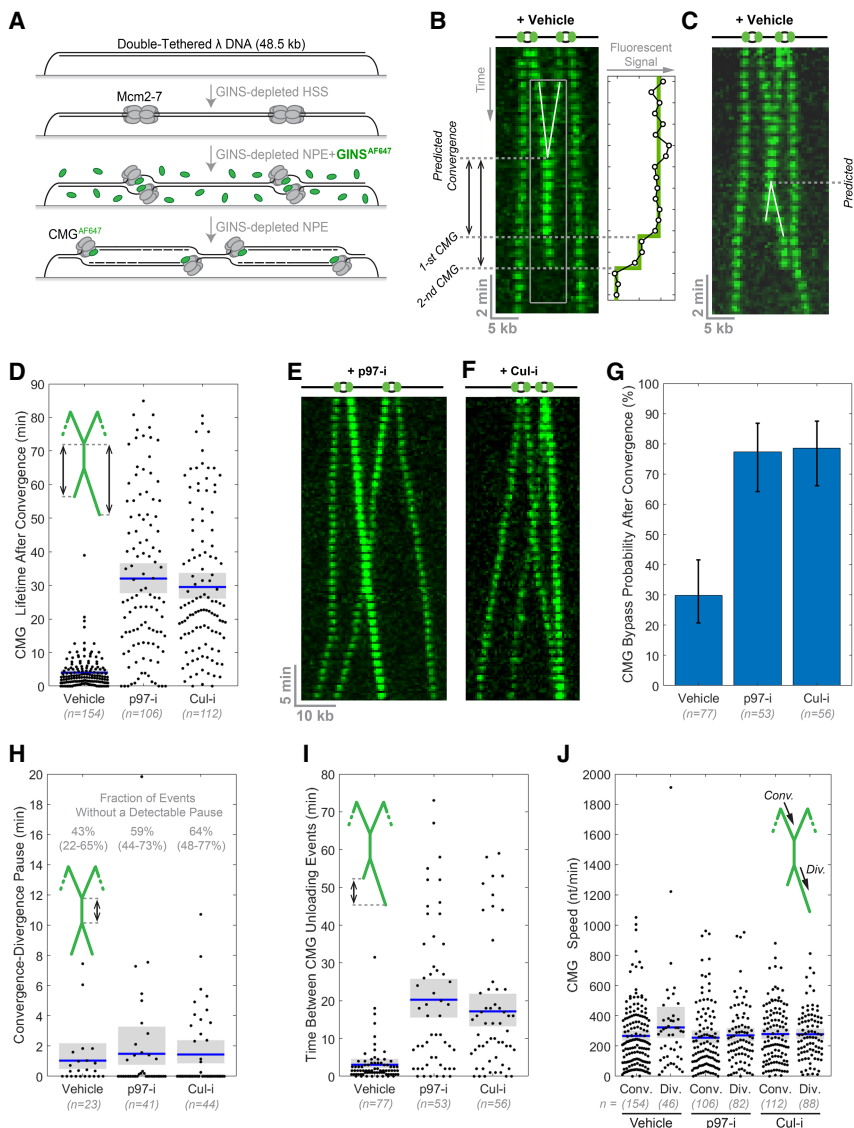 A
Double-Tethered λ DNA (48.5 kb)
GINS-depleted HSS
Mcm2-7
GINS-depleted NPE+GINS^AF647
GINS-depleted NPE
CMG^AF647
B
+ Vehicle
Fluorescent
Signal
Time
Predicted
Convergence
1-st CMG
2-nd CMG
2 min
5 kb
C
+ Vehicle
Predicted
2 min
5 kb
D
CMG Lifetime After Convergence (min)
90
80
70
60
50
40
30
20
10
0
Vehicle p97-i Cul-i
(n=154) (n=106) (n=112)
E
+ p97-i
5 min
10 kb
F
+ Cul-i
G
CMG Bypass Probability After Convergence (%)
100
90
80
70
60
50
40
30
20
10
0
Vehicle p97-i Cul-i
(n=77) (n=53) (n=56)
H
Convergence-Divergence Pause (min)
20
18
16
14
12
10
8
6
4
2
0
Fraction of Events
Without a Detectable Pause
43% 59% 64%
(22-65%) (44-73%) (48-77%)
Vehicle p97-i Cul-i
(n=23) (n=41) (n=44)
I
Time Between CMG Unloading Events (min)
80
70
60
50
40
30
20
10
0
Vehicle p97-i Cul-i
(n=77) (n=53) (n=56)
J
CMG Speed (nt/min)
2000
1800
1600
1400
1200
1000
800
600
400
200
0
Conv.
Div.
Conv. Div. Conv. Div. Conv. Div.
n = (154) (46) (106) (82) (112) (88)
Vehicle p97-i Cul-i